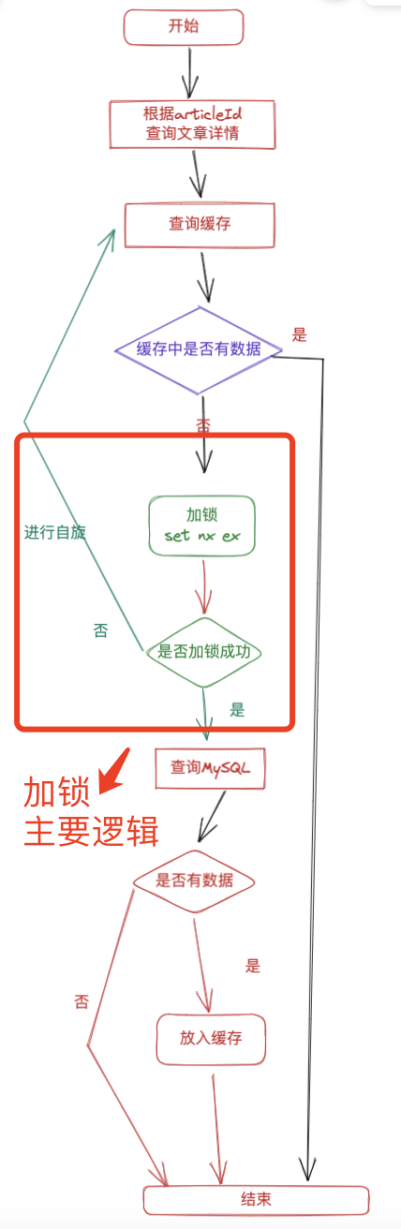 开始
根据articleId
查询文章详情
查询缓存
缓存中是否有数据
是
否
加锁
set nx ex
进行自旋
否
是否加锁成功
是
查询MySQL
加锁
主要逻辑
是否有数据
是
否
放入缓存
结束